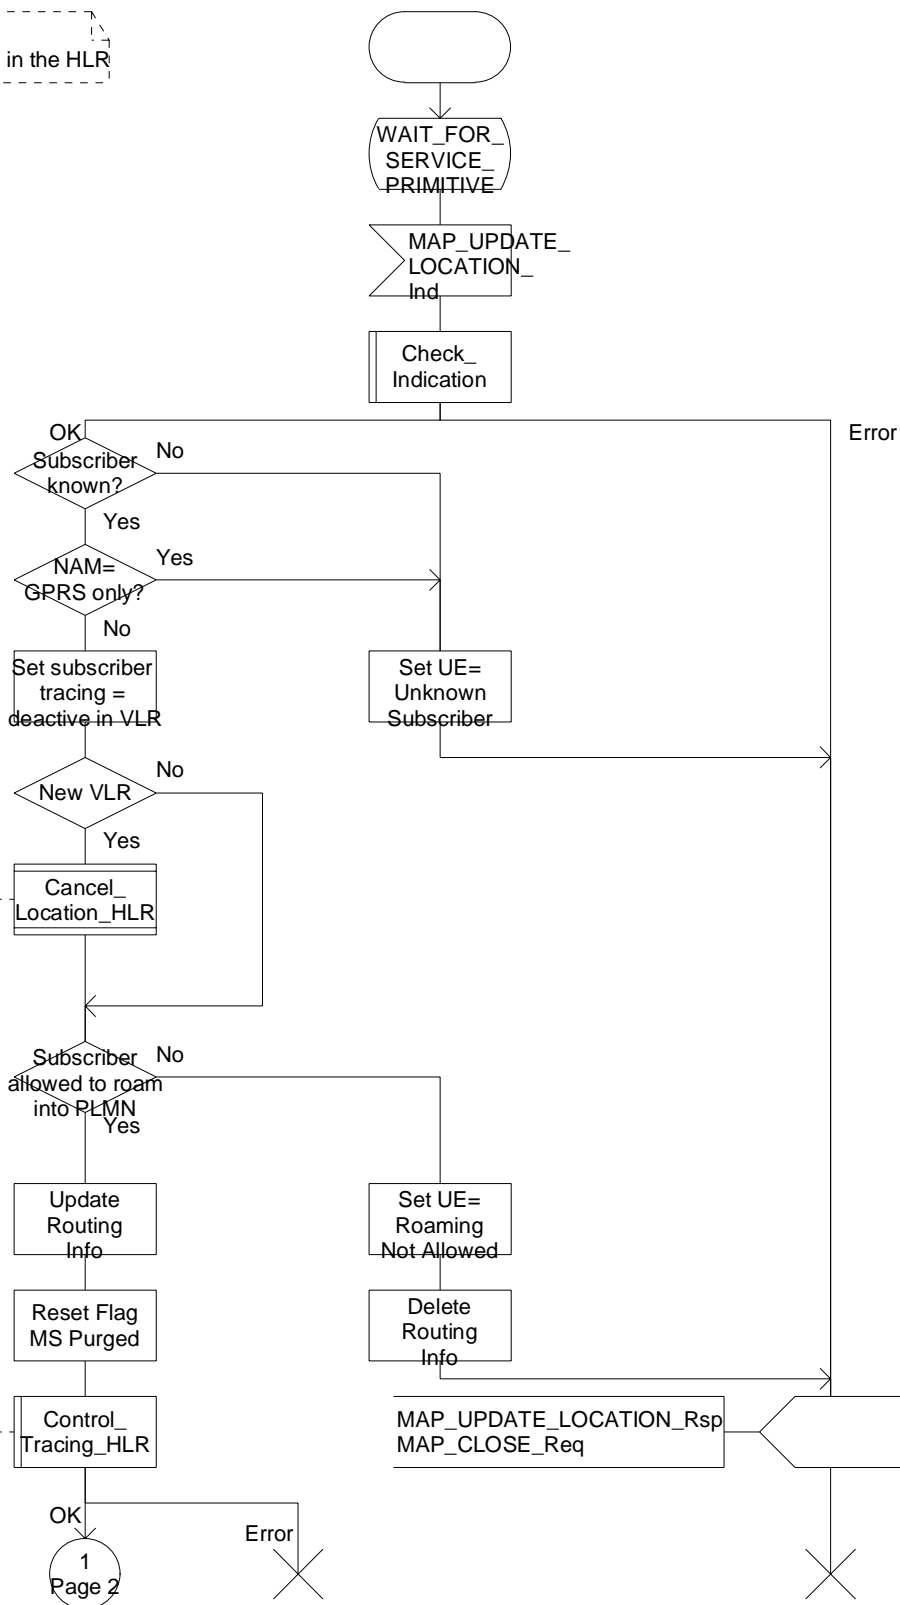 in the HLR
WAIT_FOR_
SERVICE_
PRIMITIVE
MAP_UPDATE_
LOCATION_
Ind
Check_
Indication
OK
Error
Subscriber
known?
No
Yes
NAM=
GPRS only?
Yes
No
Set subscriber
tracing =
deactive in VLR
Set UE=
Unknown
Subscriber
New VLR
No
Yes
Cancel_
Location_HLR
Subscriber
allowed to roam
into PLMN
No
Yes
Update
Routing
Info
Set UE=
Roaming
Not Allowed
Reset Flag
MS Purged
Delete
Routing
Info
Control_
Tracing_HLR
MAP_UPDATE_LOCATION_Rsp
MAP_CLOSE_Req
OK
Error
1
Page 2